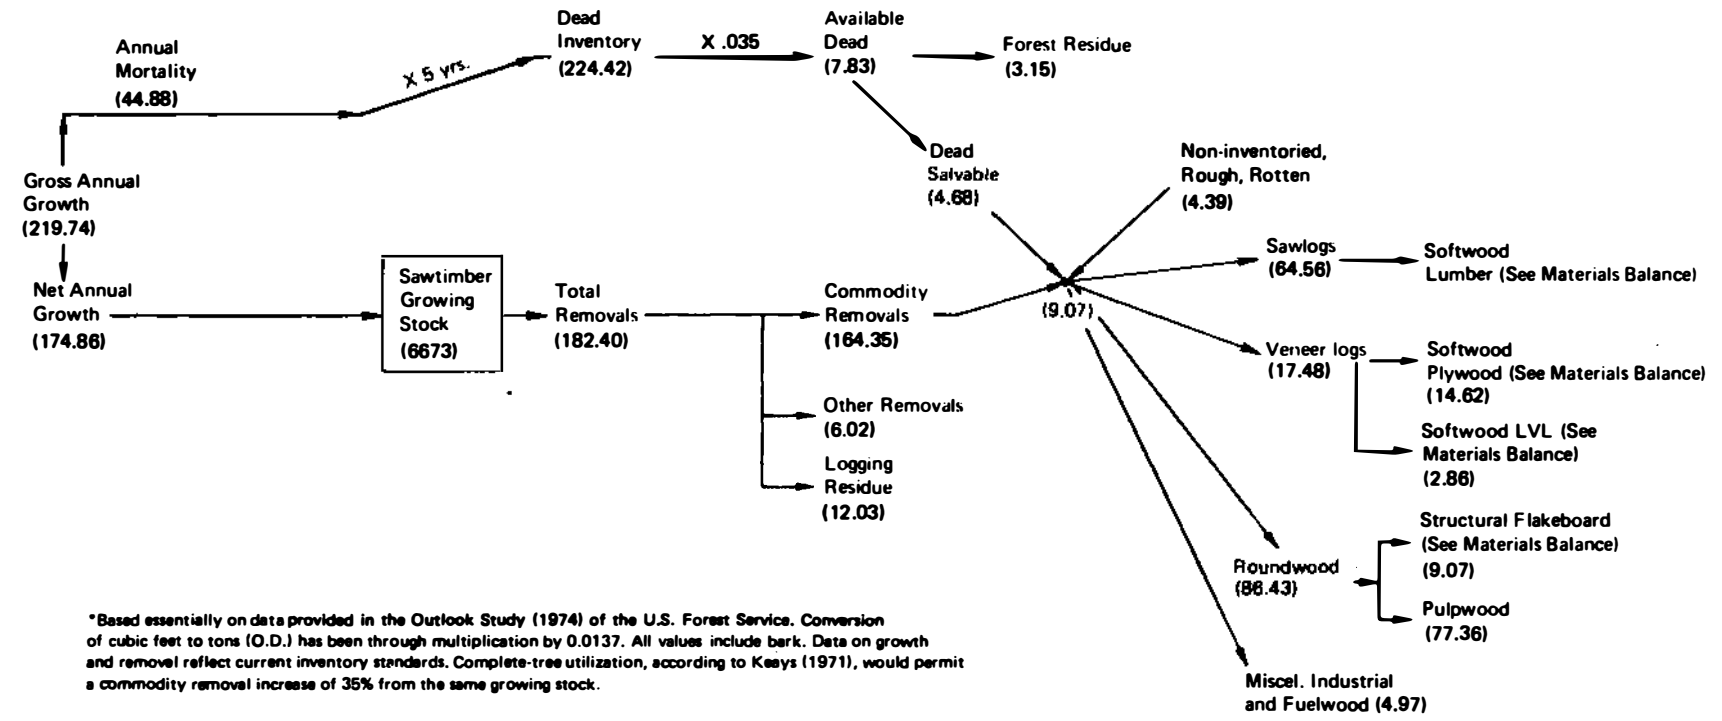 Annual
Mortality
(44.88)
X 5 yrs.
Dead
Inventory
(224.42)
X .035
Available
Dead
(7.83)
Forest Residue
(3.15)
Gross Annual
Growth
(219.74)
Dead
Salvable
(4.68)
Non-inventoried,
Rough, Rotten
(4.39)
Net Annual
Growth
(174.86)
Sawtimber
Growing
Stock
(6673)
Total
Removals
(182.40)
Commodity
Removals
(164.35)
(9.07)
Other Removals
(6.02)
Logging
Residue
(12.03)
Sawlogs
(64.56)
Softwood
Lumber (See Materials Balance)
Veneer logs
(17.48)
Softwood
Plywood (See Materials Balance)
(14.62)
Softwood LVL (See
Materials Balance)
(2.86)
Roundwood
(86.43)
Structural Flakeboard
(See Materials Balance)
(9.07)
Pulpwood
(77.36)
Miscel. Industrial
and Fuelwood (4.97)
*Based essentially on data provided in the Outlook Study (1974) of the U.S. Forest Service. Conversion
of cubic feet to tons (O.D.) has been through multiplication by 0.0137. All values include bark. Data on growth
and removal reflect current inventory standards. Complete-tree utilization, according to Keays (1971), would permit
a commodity removal increase of 35% from the same growing stock.